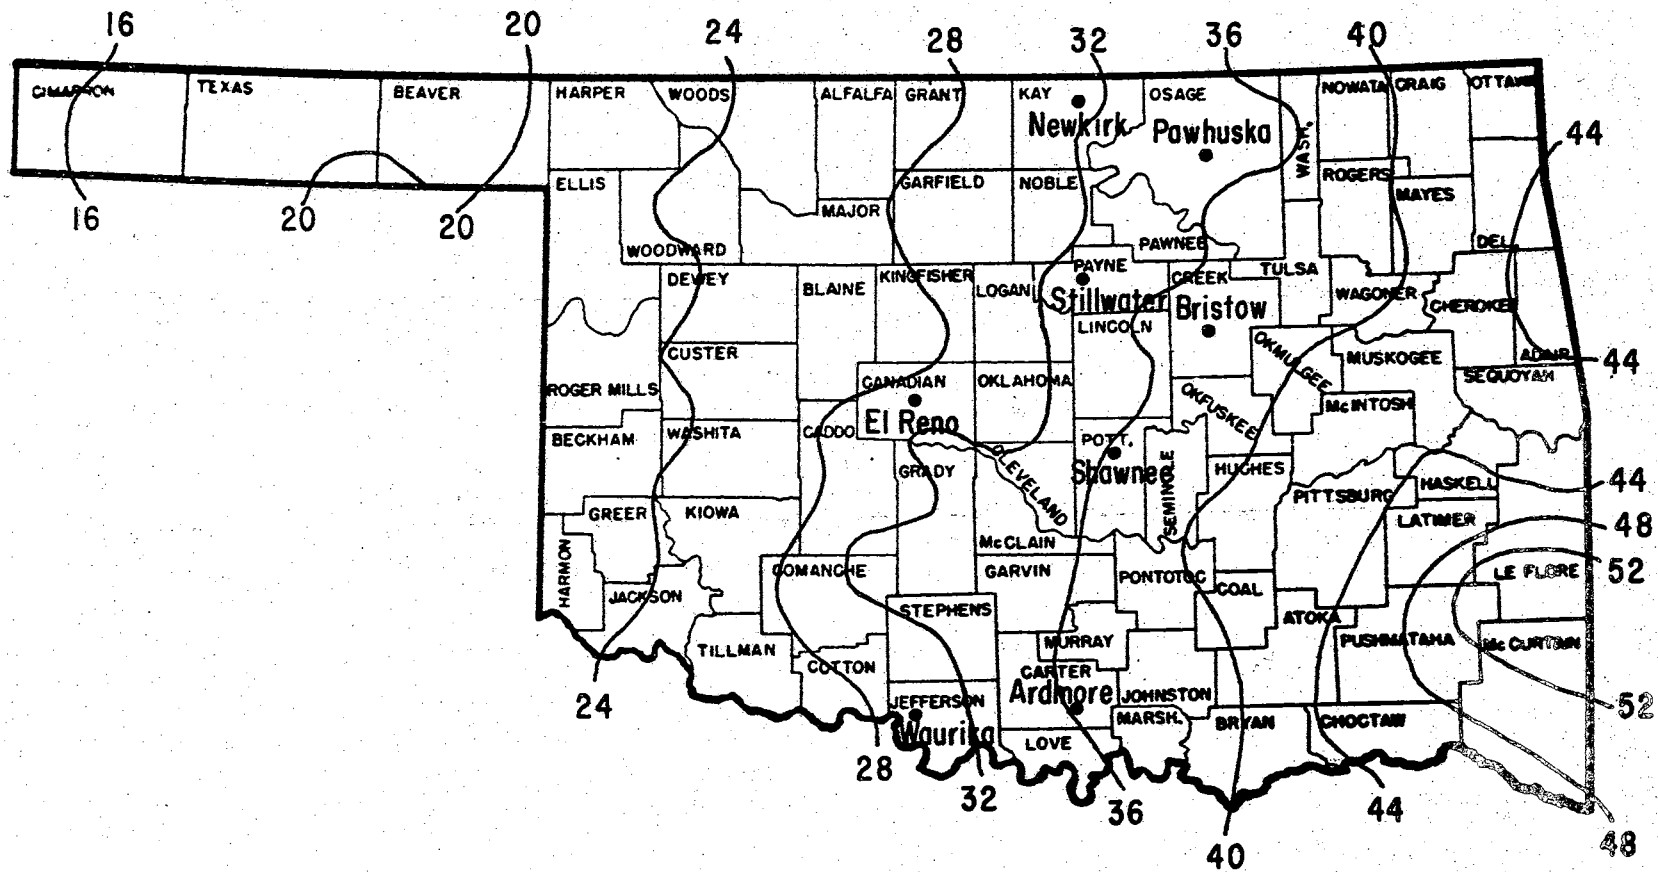 16 20 24 28 32 36 40
CIMARRON TEXAS BEAVER HARPER WOODS ALFALFA GRANT KAY OSAGE WASH. NOWATA CRAIG OTTAWA
Newkirk Pawhuska
44
ELLIS GARFIELD NOBLE ROGERS MAYES
16 20 20
MAJOR
WOODWARD PAWNEE DEL.
DEWEY BLAINE KINGFISHER LOGAN PAYNE CREEK TULSA WAGONER CHEROKEE
Stillwater Bristow
LINCOLN
CUSTER OKMULGEE MUSKOGEE ADAIR 44
ROGER MILLS CANADIAN OKLAHOMA OKFUSKEE McINTOSH SEQUOYAH
El Reno
BECKHAM WASHITA CADDO POTT.
GRADY CLEVELAND Shawnee SEMINOLE HUGHES
PITTSBURG HASKELL 44
GREER KIOWA LATIMER 48
HARMON McCLAIN
COMANCHE GARVIN PONTOTOC COAL LE FLORE 52
JACKSON STEPHENS ATOKA
TILLMAN MURRAY PUSHMATAHA McCURTAIN
COTTON CARTER
24 JEFFERSON Ardmore JOHNSTON 52
Waurika LOVE MARSH. BRYAN CHOCTAW
28 32 36 40 44 48